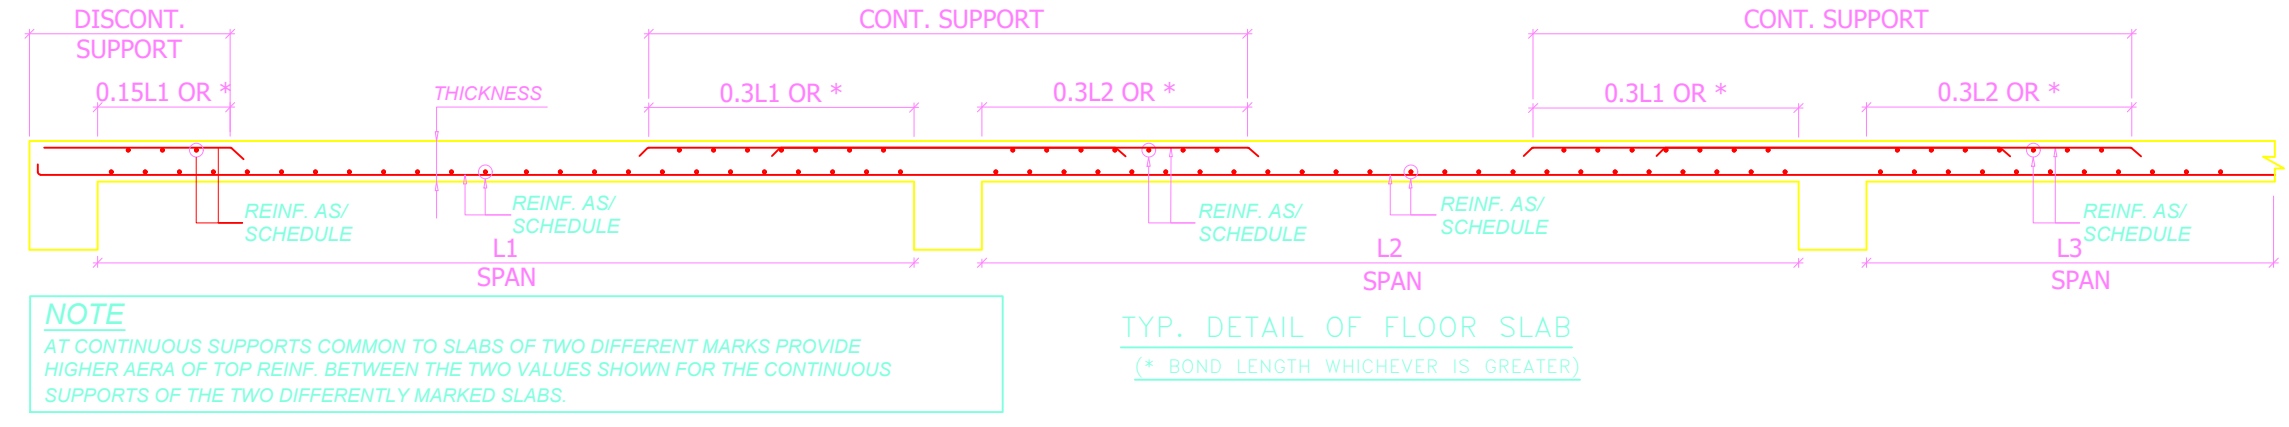 DISCONT.
SUPPORT
CONT. SUPPORT
CONT. SUPPORT
0.15L1 OR *
THICKNESS
0.3L1 OR *
0.3L2 OR *
0.3L1 OR *
0.3L2 OR *
REINF. AS/
SCHEDULE
REINF. AS/
SCHEDULE
REINF. AS/
SCHEDULE
REINF. AS/
SCHEDULE
REINF. AS/
SCHEDULE
L1
SPAN
L2
SPAN
L3
SPAN
NOTE
AT CONTINUOUS SUPPORTS COMMON TO SLABS OF TWO DIFFERENT MARKS PROVIDE
HIGHER AERA OF TOP REINF. BETWEEN THE TWO VALUES SHOWN FOR THE CONTINUOUS
SUPPORTS OF THE TWO DIFFERENTLY MARKED SLABS.
TYP. DETAIL OF FLOOR SLAB
(* BOND LENGTH WHICHEVER IS GREATER)